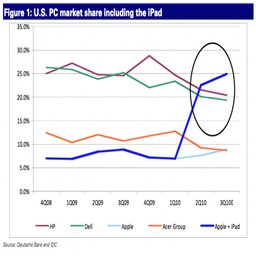 Figure 1: U.S. PC market share including the iPad
35.0%
30.0%
25.0%
20.0%
15.0%
10.0%
5.0%
0.0%
4Q08 1Q09 2Q09 3Q09 4Q09 1Q10 2Q10 3Q10E
HP Dell Apple Acer Group Apple + iPad
Source: Deutsche Bank and IDC